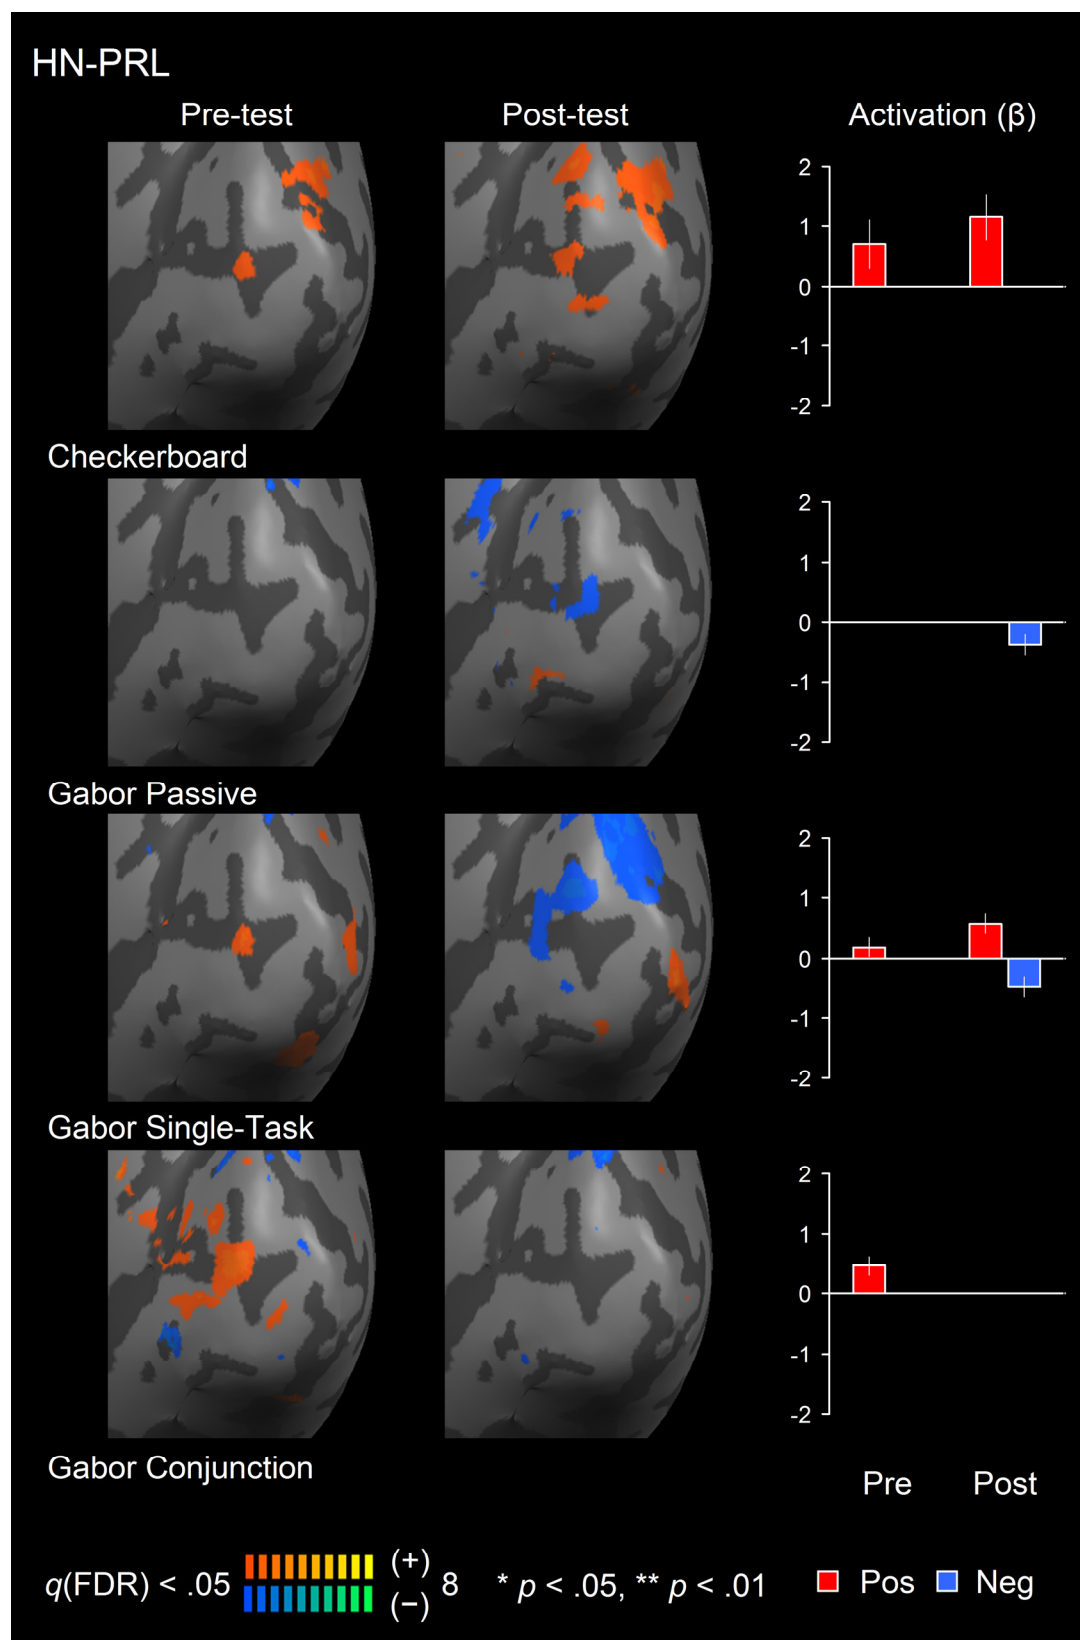 HN-PRL
Pre-test Post-test Activation (β)
2
1
0
-1
-2
Checkerboard
2
1
0
-1
-2
Gabor Passive
2
1
0
-1
-2
Gabor Single-Task
2
1
0
-1
-2
Gabor Conjunction
Pre Post
q(FDR) < .05 (+) (−) 8 * p < .05, ** p < .01 Pos Neg